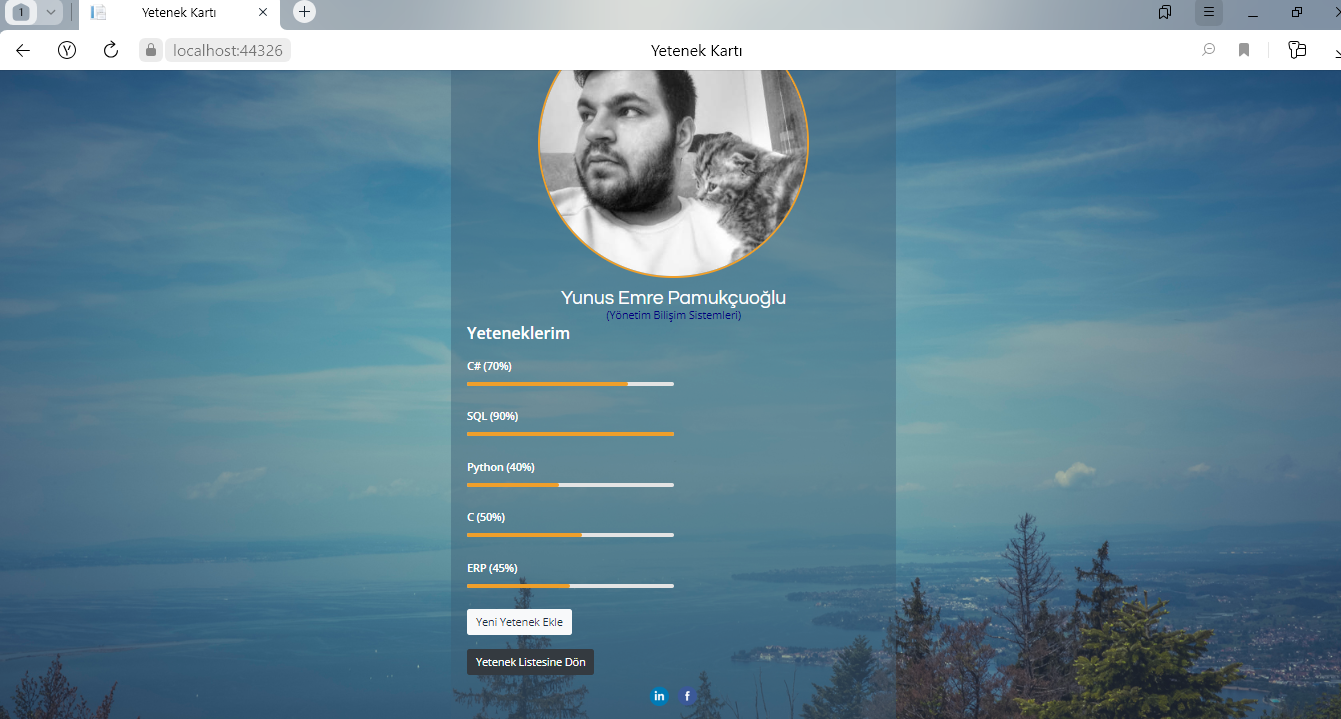 1
Yetenek Kartı
Y
localhost:44326
Yetenek Kartı
Yunus Emre Pamukçuoğlu
(Yönetim Bilişim Sistemleri)
Yeteneklerim
C# (70%)
SQL (90%)
Python (40%)
C (50%)
ERP (45%)
Yeni Yetenek Ekle
Yetenek Listesine Dön
in f